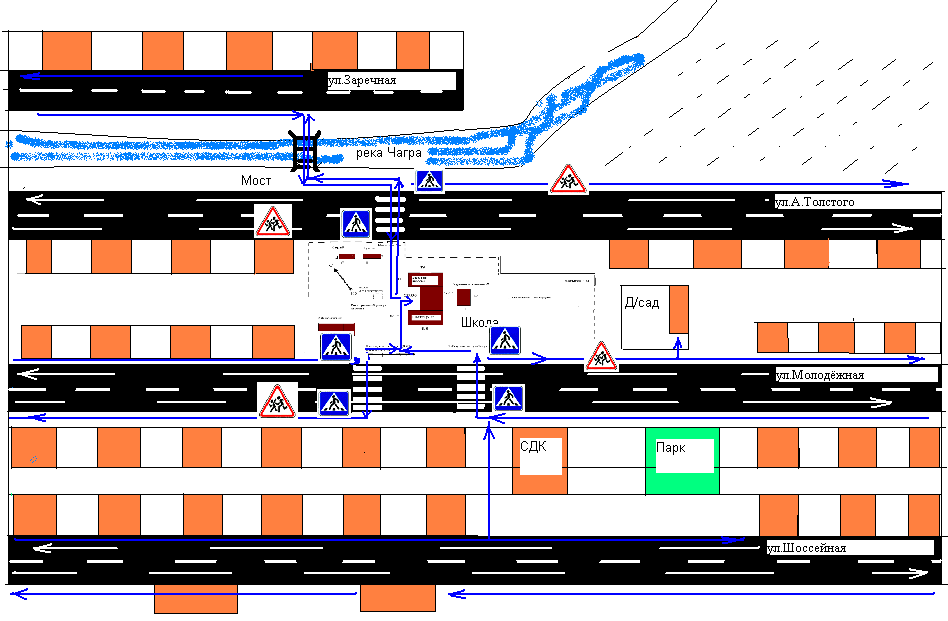 ул.Заречная
река Чагра
Мост
ул.А.Толстого
Д/сад
Школа
ул.Молодёжная
СДК
Парк
ул.Шоссейная